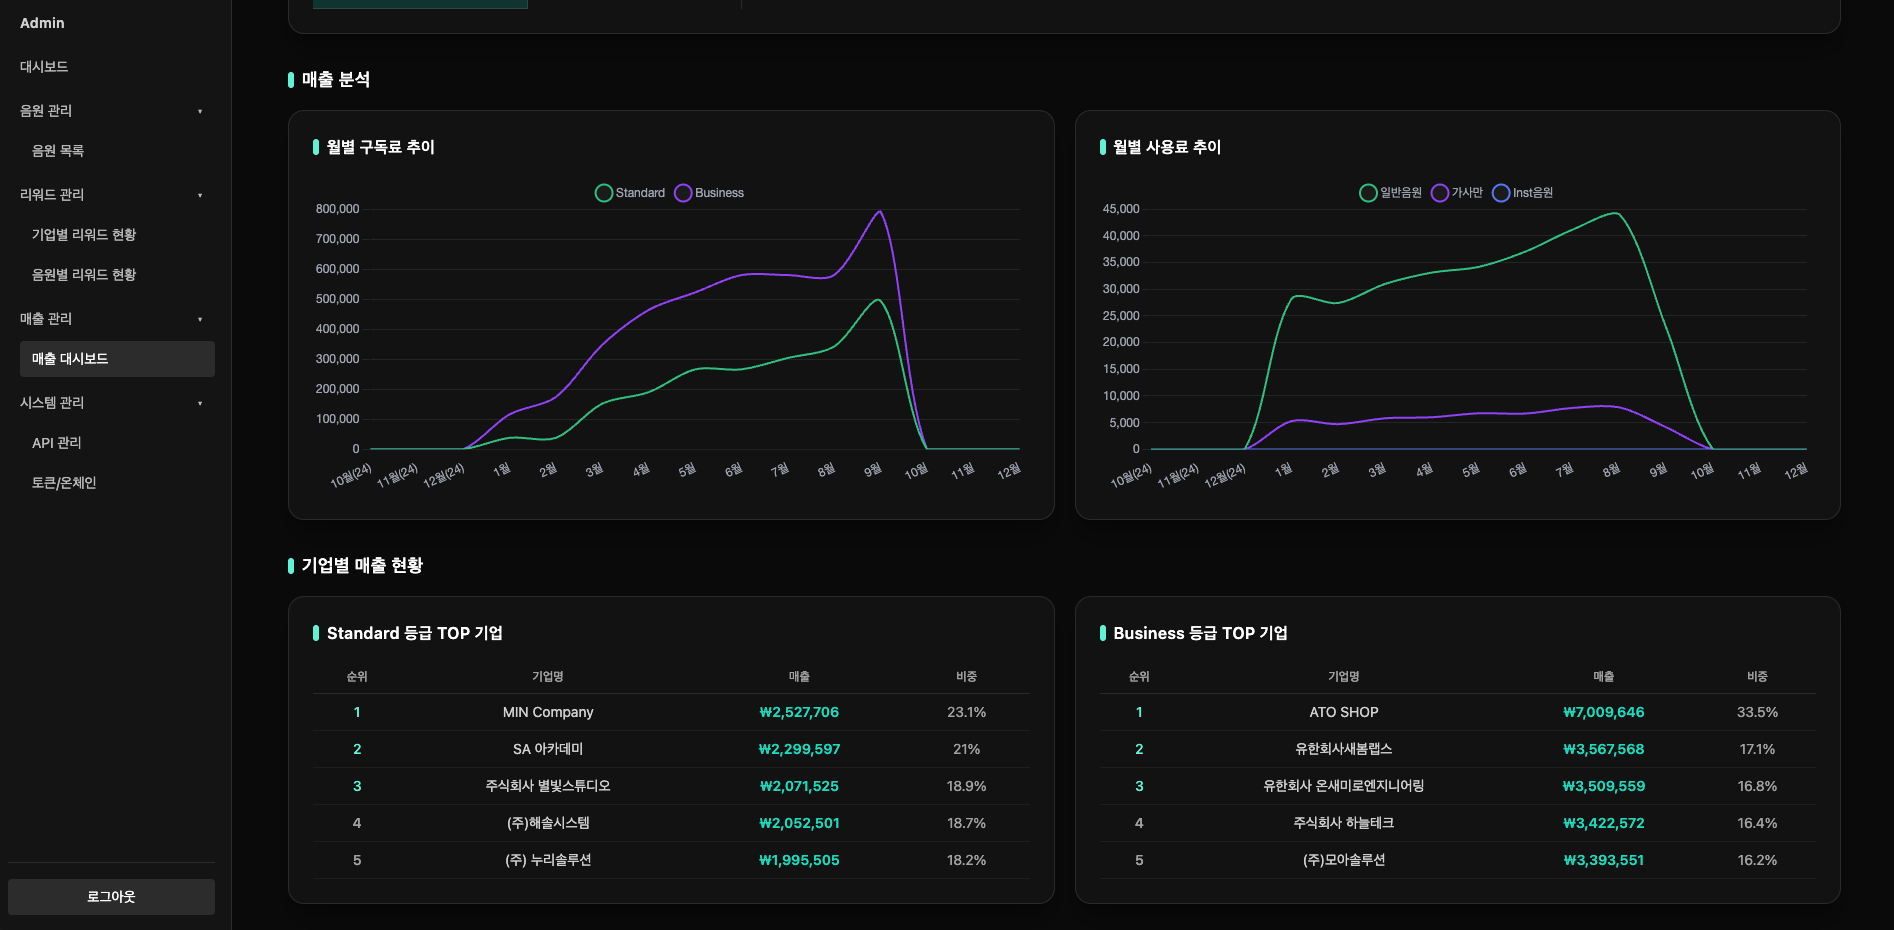 Admin
대시보드
음원 관리 ▾
음원 목록
리워드 관리 ▾
기업별 리워드 현황
음원별 리워드 현황
매출 관리 ▾
매출 대시보드
시스템 관리 ▾
API 관리
토큰/온체인
로그아웃
매출 분석
월별 구독료 추이
Standard Business
800,000
700,000
600,000
500,000
400,000
300,000
200,000
100,000
0
10월(24) 11월(24) 12월(24) 1월 2월 3월 4월 5월 6월 7월 8월 9월 10월 11월 12월
월별 사용료 추이
일반음원 가사만 Inst음원
45,000
40,000
35,000
30,000
25,000
20,000
15,000
10,000
5,000
0
10월(24) 11월(24) 12월(24) 1월 2월 3월 4월 5월 6월 7월 8월 9월 10월 11월 12월
기업별 매출 현황
Standard 등급 TOP 기업
순위 기업명 매출 비중
1 MIN Company ₩2,527,706 23.1%
2 SA 아카데미 ₩2,299,597 21%
3 주식회사 별빛스튜디오 ₩2,071,525 18.9%
4 (주)해솔시스템 ₩2,052,501 18.7%
5 (주) 누리솔루션 ₩1,995,505 18.2%
Business 등급 TOP 기업
순위 기업명 매출 비중
1 ATO SHOP ₩7,009,646 33.5%
2 유한회사새봄랩스 ₩3,567,568 17.1%
3 유한회사 온새미로엔지니어링 ₩3,509,559 16.8%
4 주식회사 하늘테크 ₩3,422,572 16.4%
5 (주)모아솔루션 ₩3,393,551 16.2%